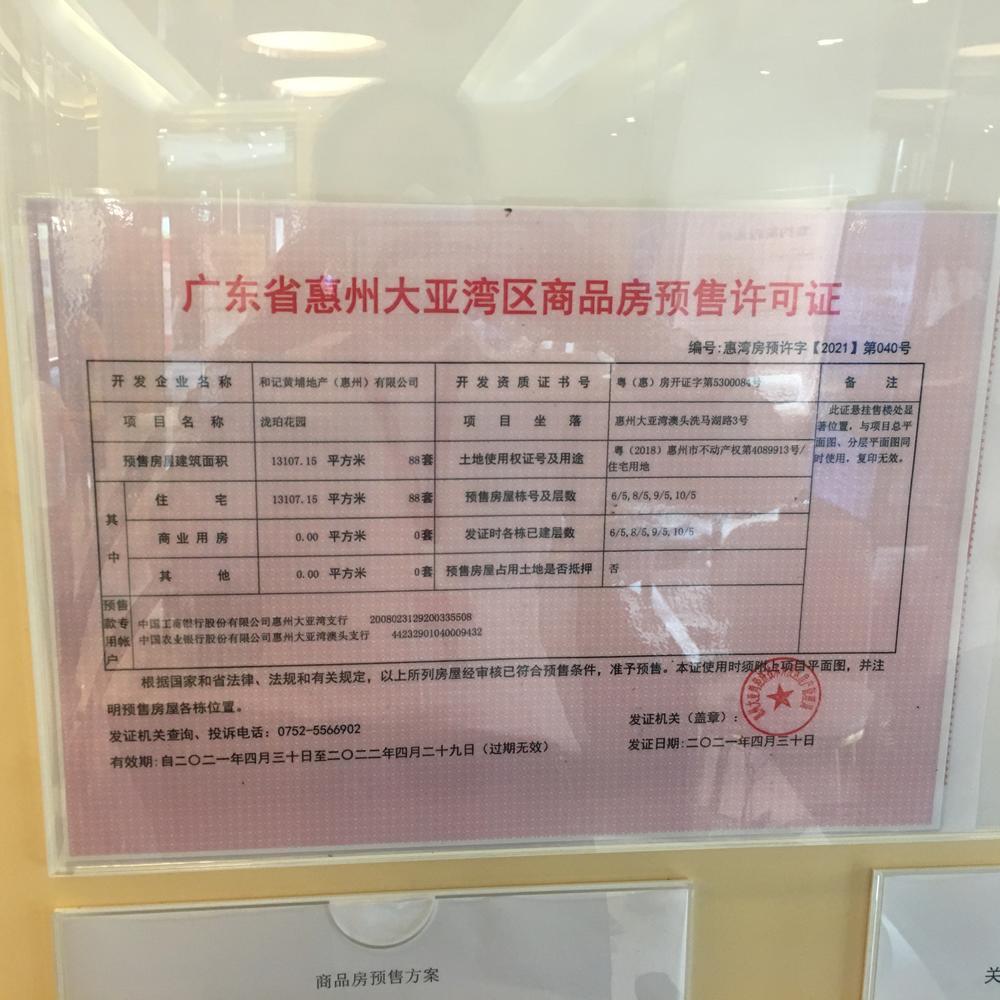 广东省惠州大亚湾区商品房预售许可证
编号:惠湾房预许字【2021】第040号
开发企业名称 和记黄埔地产（惠州）有限公司 开发资质证书号 粤（惠）房开证字第5300084号 备注
项目名称 泷珀花园 项目坐落 惠州大亚湾澳头洗马湖路3号
此证悬挂售楼处显
著位置，与项目总平
面图、分层平面图同
时使用，复印无效。
预售房屋建筑面积 13107.15 平方米 88套 土地使用权证号及用途 粤（2018）惠州市不动产权第4089913号/
住宅用地
其中
住宅 13107.15 平方米 88套 预售房屋栋号及层数 6/5,8/5,9/5,10/5
商业用房 0.00 平方米 0套 发证时各栋已建层数 6/5,8/5,9/5,10/5
其他 0.00 平方米 0套 预售房屋占用土地是否抵押 否
预售
款专
用帐
户
中国工商银行股份有限公司惠州大亚湾支行 2008023129200335508
中国农业银行股份有限公司惠州大亚湾澳头支行 44232901040009432
根据国家和省法律、法规和有关规定，以上所列房屋经审核已符合预售条件，准予预售。本证使用时须附上项目平面图，并注
明预售房屋各栋位置。
发证机关查询、投诉电话：0752-5566902
发证机关（盖章）：
有效期:自二〇二一年四月三十日至二〇二二年四月二十九日（过期无效）
发证日期:二〇二一年四月三十日
商品房预售方案
关